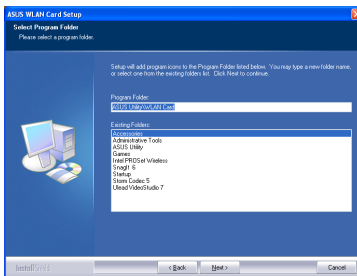 ASUS WLAN Card Setup
Select Program Folder
Please select a program folder.
Setup will add program icons to the Program Folder listed below. You may type a new folder name,
or select one from the existing folders list. Click Next to continue.
Program Folder:
ASUS Utility\WLAN Card
Existing Folders:
Accessories
Administrative Tools
ASUS Utility
Games
Intel PROSet Wireless
SnagIt 6
Startup
Storm Codec 5
Ulead VideoStudio 7
InstallShield
< Back
Next >
Cancel